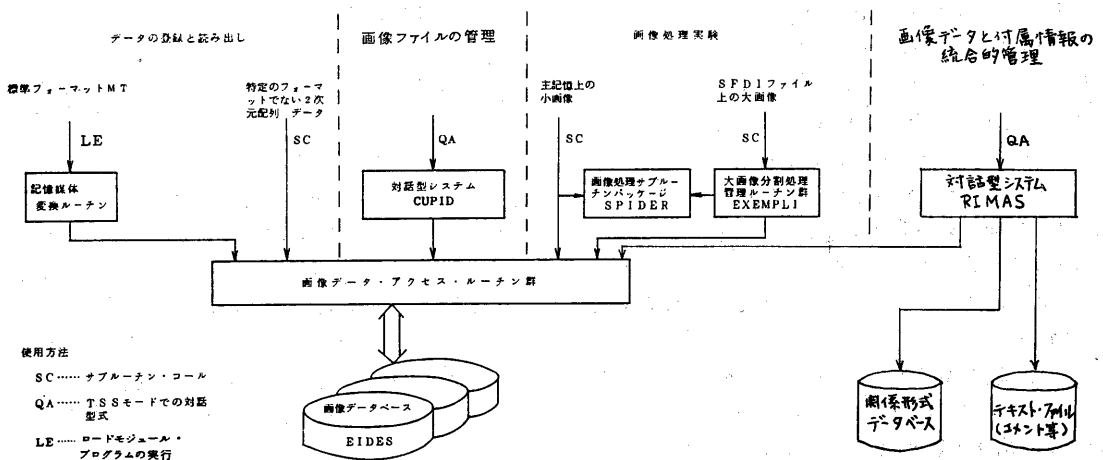 データの登録と読み出し
画像ファイルの管理
画像処理実験
画像データと付属情報の
統合的管理
標準フォーマットMT
特定のフォーマ
ットでない2次
元配列 データ
主記憶上の
小画像
SFDIファイル
上の大画像
LE
SC
QA
SC
SC
QA
記憶媒体
変換ルーチン
対話型システム
CUPID
画像処理サブルー
チンパッケージ
SPIDER
大画像分割処理
管理ルーチン群
EXEMPLI
対話型システム
RIMAS
画像データ・アクセス・ルーチン群
使用方法
SC……サブルーチン・コール
QA……TSSモードでの対話
型式
LE……ロードモジュール・
プログラムの実行
画像データベース
EIDES
関係形式
データベース
テキスト・ファイル
(コメント等)